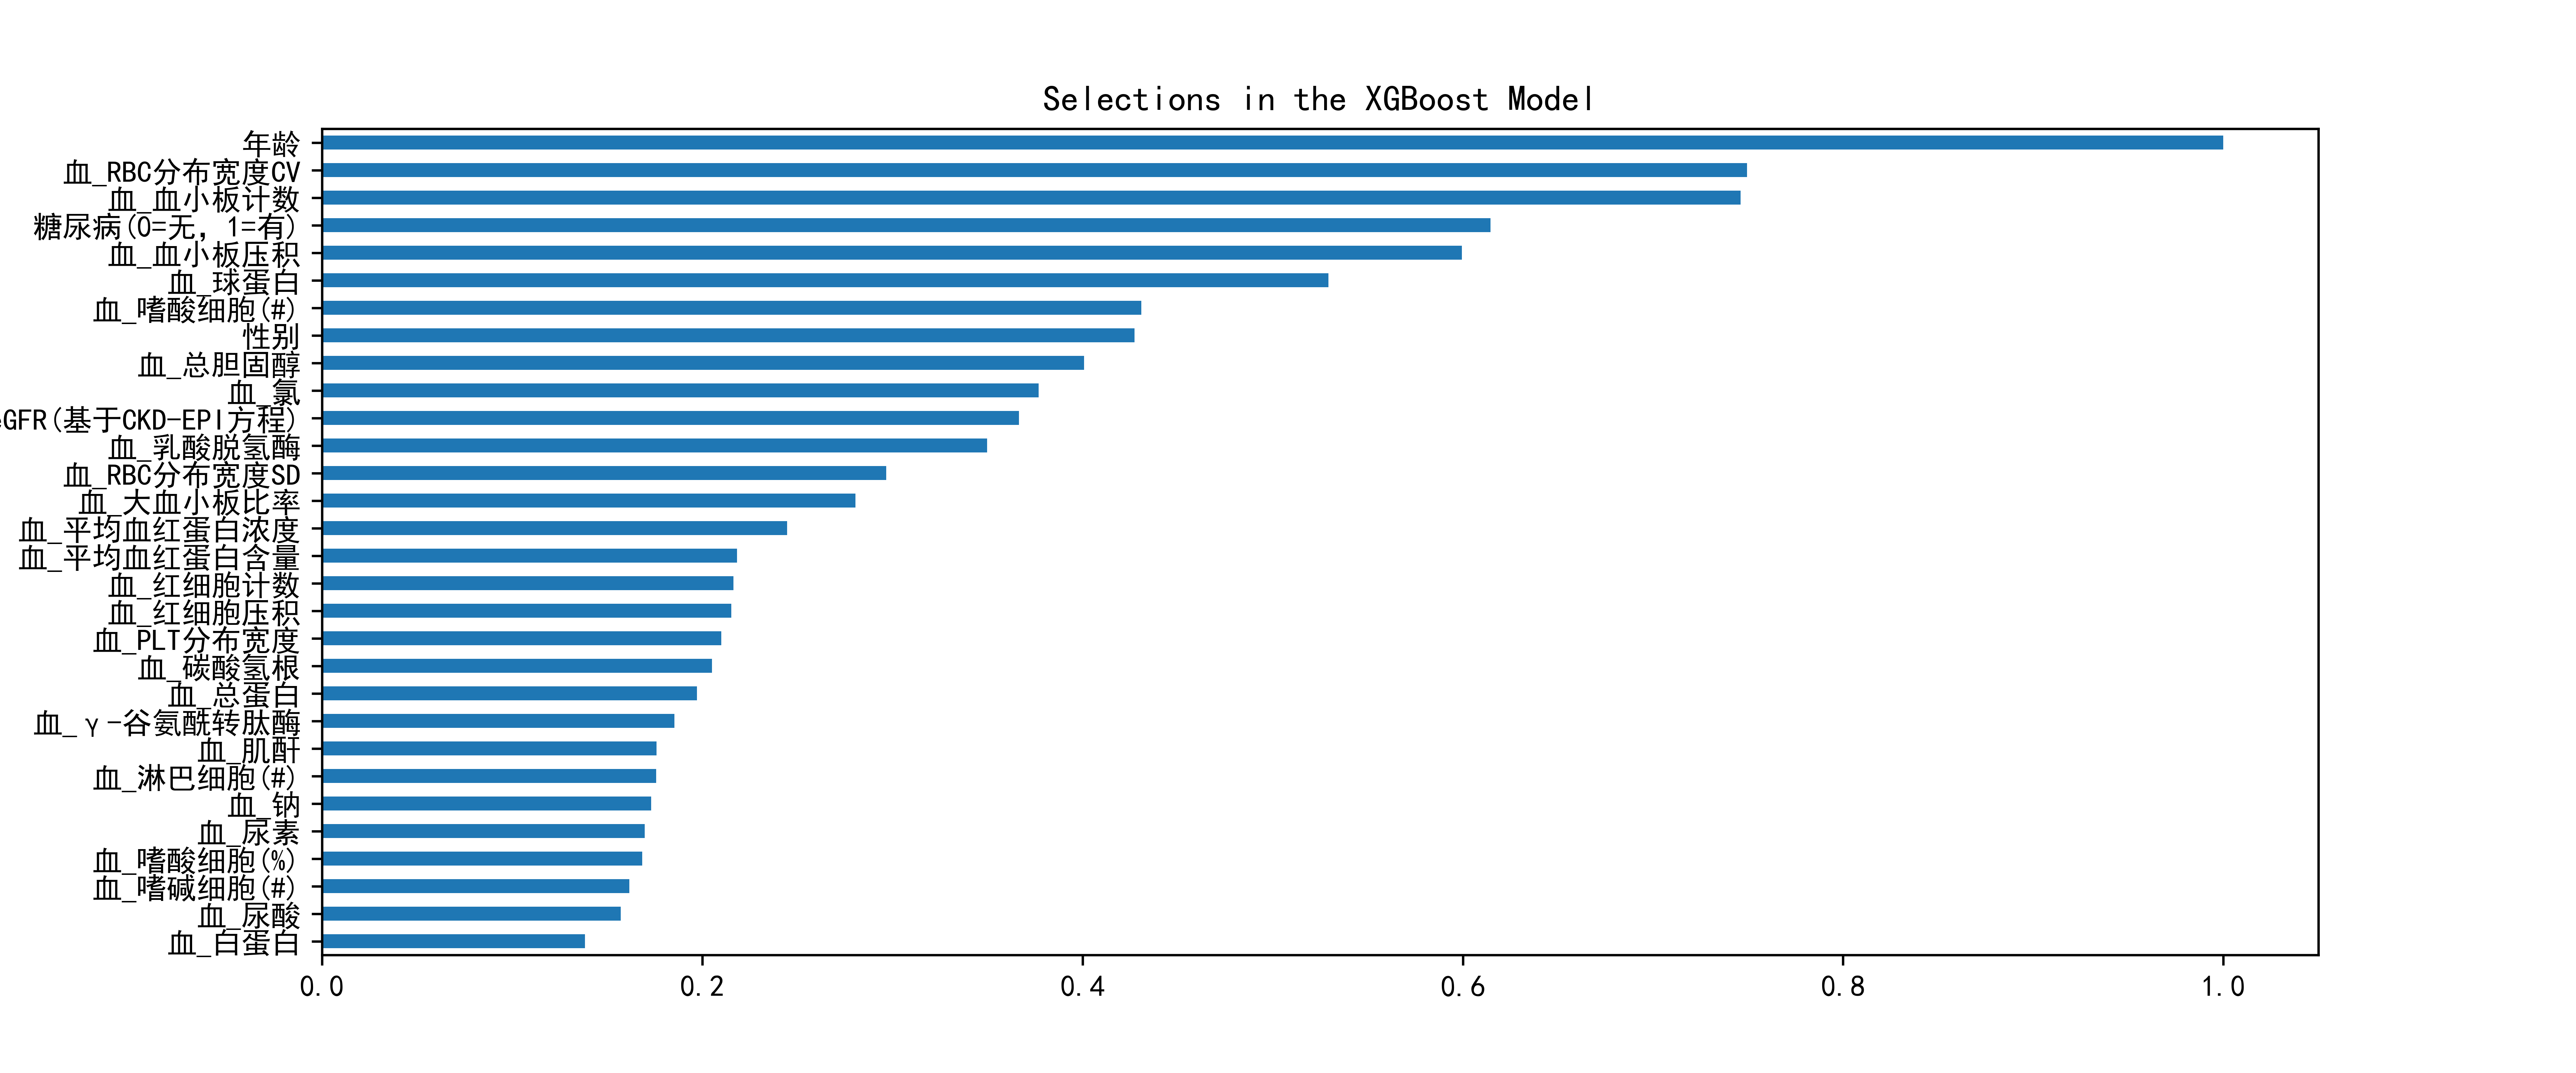 Selections in the XGBoost Model
年龄
血_RBC分布宽度CV
血_血小板计数
糖尿病(0=无, 1=有)
血_血小板压积
血_球蛋白
血_嗜酸细胞(#)
性别
血_总胆固醇
血_氯
GFR(基于CKD-EPI方程)
血_乳酸脱氢酶
血_RBC分布宽度SD
血_大血小板比率
血_平均血红蛋白浓度
血_平均血红蛋白含量
血_红细胞计数
血_红细胞压积
血_PLT分布宽度
血_碳酸氢根
血_总蛋白
血_γ-谷氨酰转肽酶
血_肌酐
血_淋巴细胞(#)
血_钠
血_尿素
血_嗜酸细胞(%)
血_嗜碱细胞(#)
血_尿酸
血_白蛋白
0.0 0.2 0.4 0.6 0.8 1.0